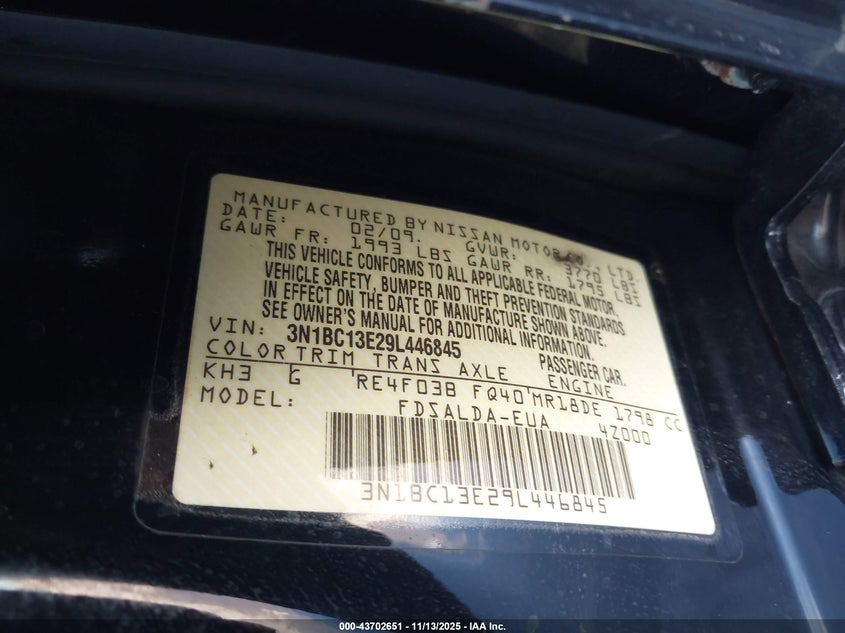 MANUFACTURED BY NISSAN MOTOR CO., LTD.
DATE: 02/09. GVWR: 3770 LBS
GAWR FR: 1993 LBS GAWR RR: 1795 LBS
THIS VEHICLE CONFORMS TO ALL APPLICABLE FEDERAL MOTOR
VEHICLE SAFETY, BUMPER AND THEFT PREVENTION STANDARDS
IN EFFECT ON THE DATE OF MANUFACTURE SHOWN ABOVE.
SEE OWNER'S MANUAL FOR ADDITIONAL INFORMATION.
VIN: 3N1BC13E29L446845 PASSENGER CAR.
COLOR TRIM TRANS AXLE ENGINE
KH3 G RE4F03B FQ40 MR18DE 1798 CC
MODEL: FDSALDA-EUA 4Z000
3N1BC13E29L446845
000-43702651 - 11/13/2025 - IAA Corp.